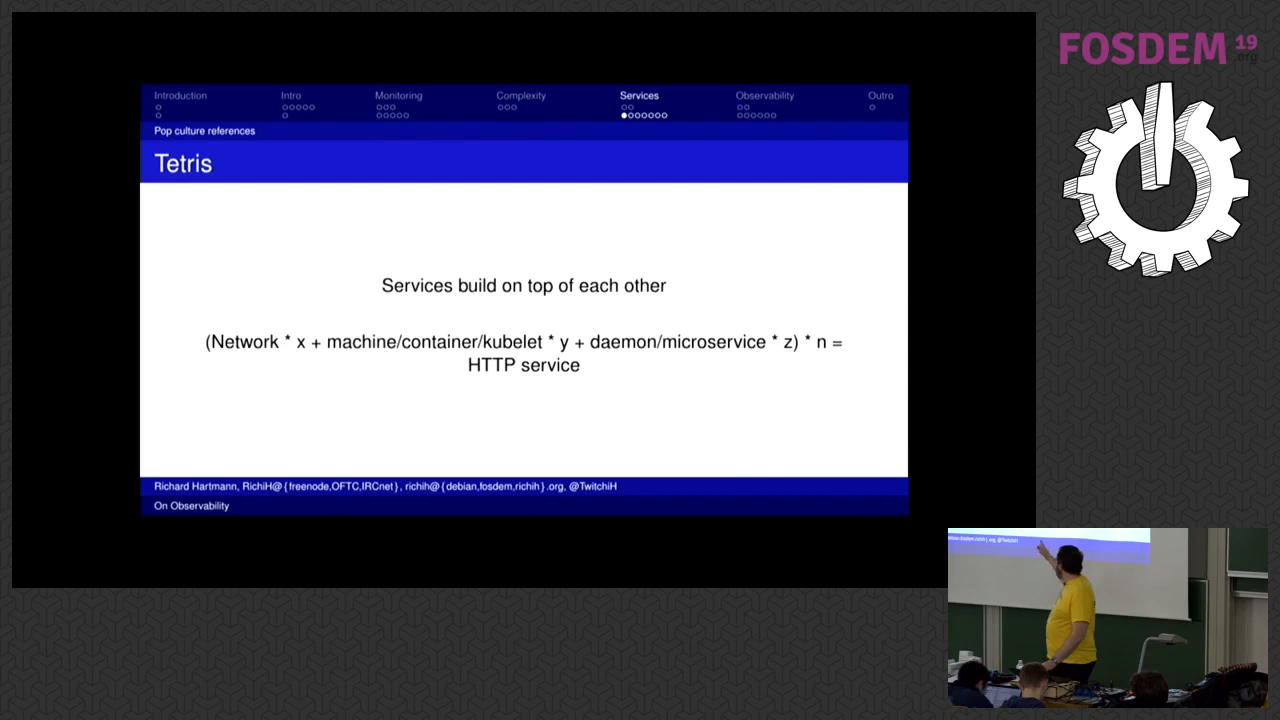 FOSDEM 19
.org
Introduction Intro Monitoring Complexity Services Observability Outro
Pop culture references
Tetris
Services build on top of each other
(Network * x + machine/container/kubelet * y + daemon/microservice * z) * n =
HTTP service
Richard Hartmann, RichiH@{freenode,OFTC,IRCnet}, richih@{debian,fosdem,richih}.org, @TwitchiH
On Observability